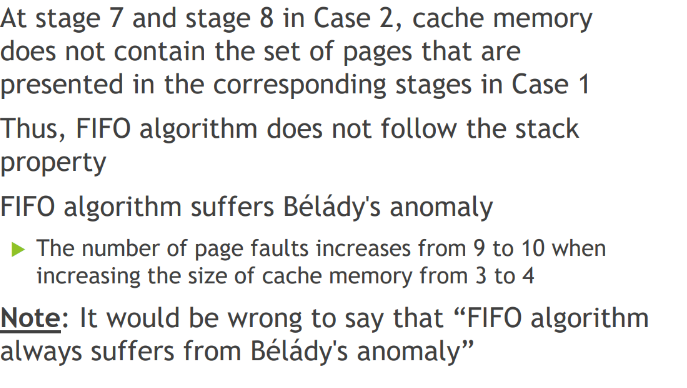 At stage 7 and stage 8 in Case 2, cache memory
does not contain the set of pages that are
presented in the corresponding stages in Case 1
Thus, FIFO algorithm does not follow the stack
property
FIFO algorithm suffers Bélády's anomaly
The number of page faults increases from 9 to 10 when
increasing the size of cache memory from 3 to 4
Note: It would be wrong to say that “FIFO algorithm
always suffers from Bélády's anomaly”